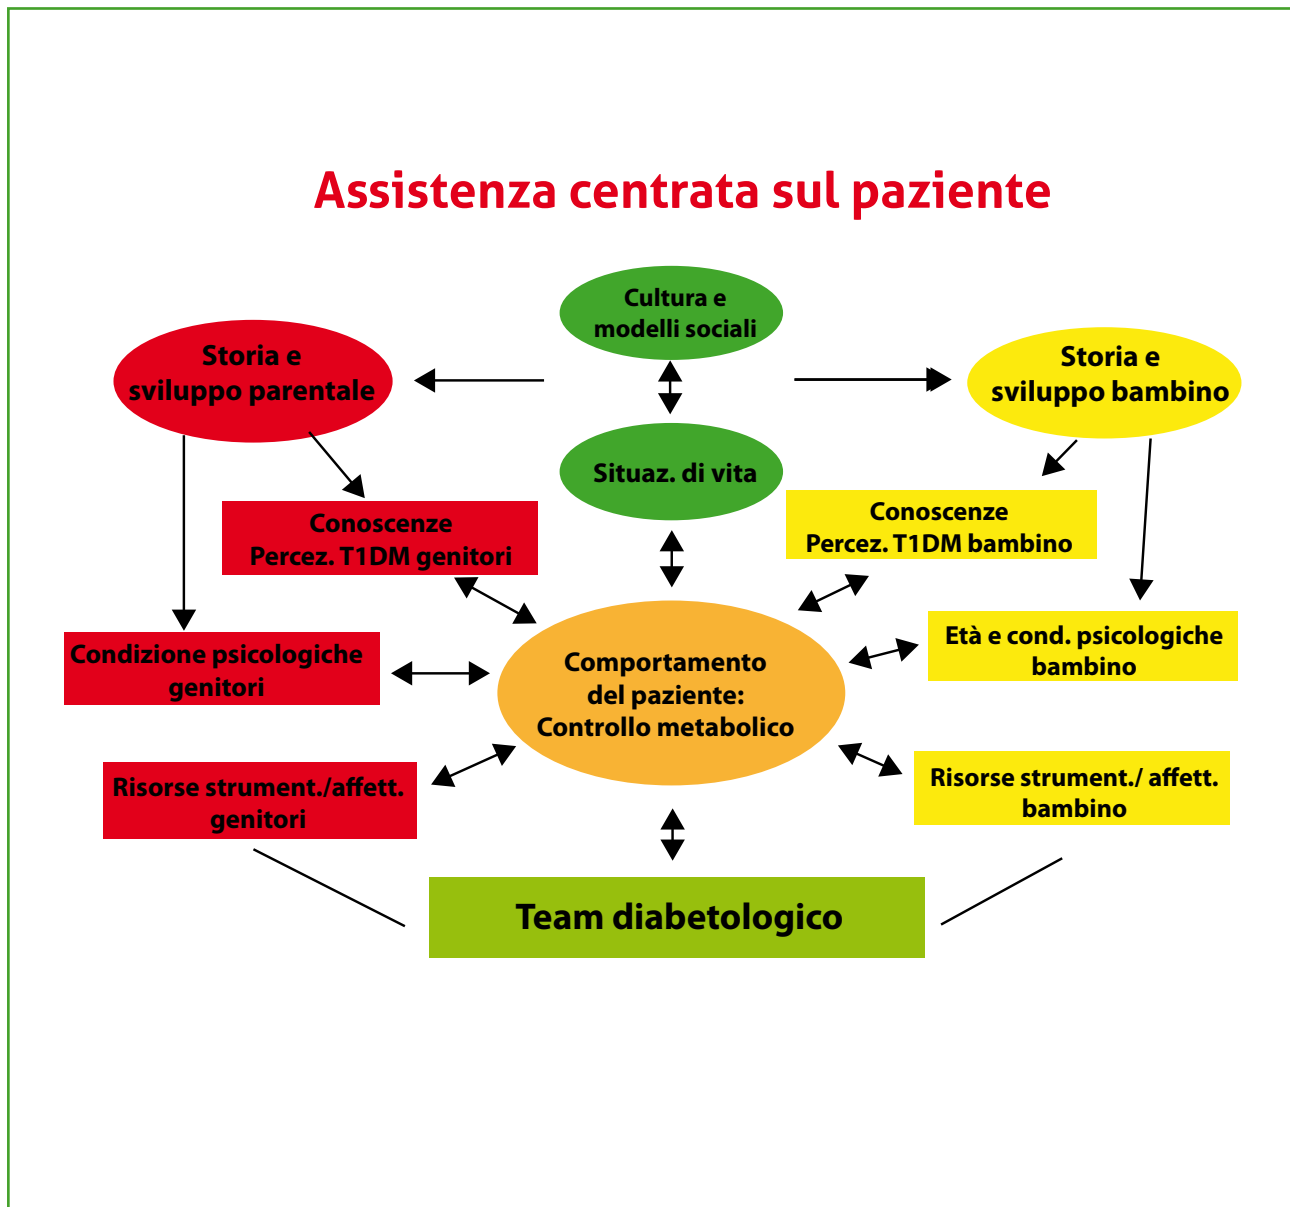 Assistenza centrata sul paziente
Cultura e
modelli sociali
Storia e
sviluppo parentale
Storia e
sviluppo bambino
Situaz. di vita
Conoscenze
Percez. T1DM genitori
Conoscenze
Percez. T1DM bambino
Condizione psicologiche
genitori
Comportamento
del paziente:
Controllo metabolico
Età e cond. psicologiche
bambino
Risorse strument./affett.
genitori
Risorse strument./ affett.
bambino
Team diabetologico